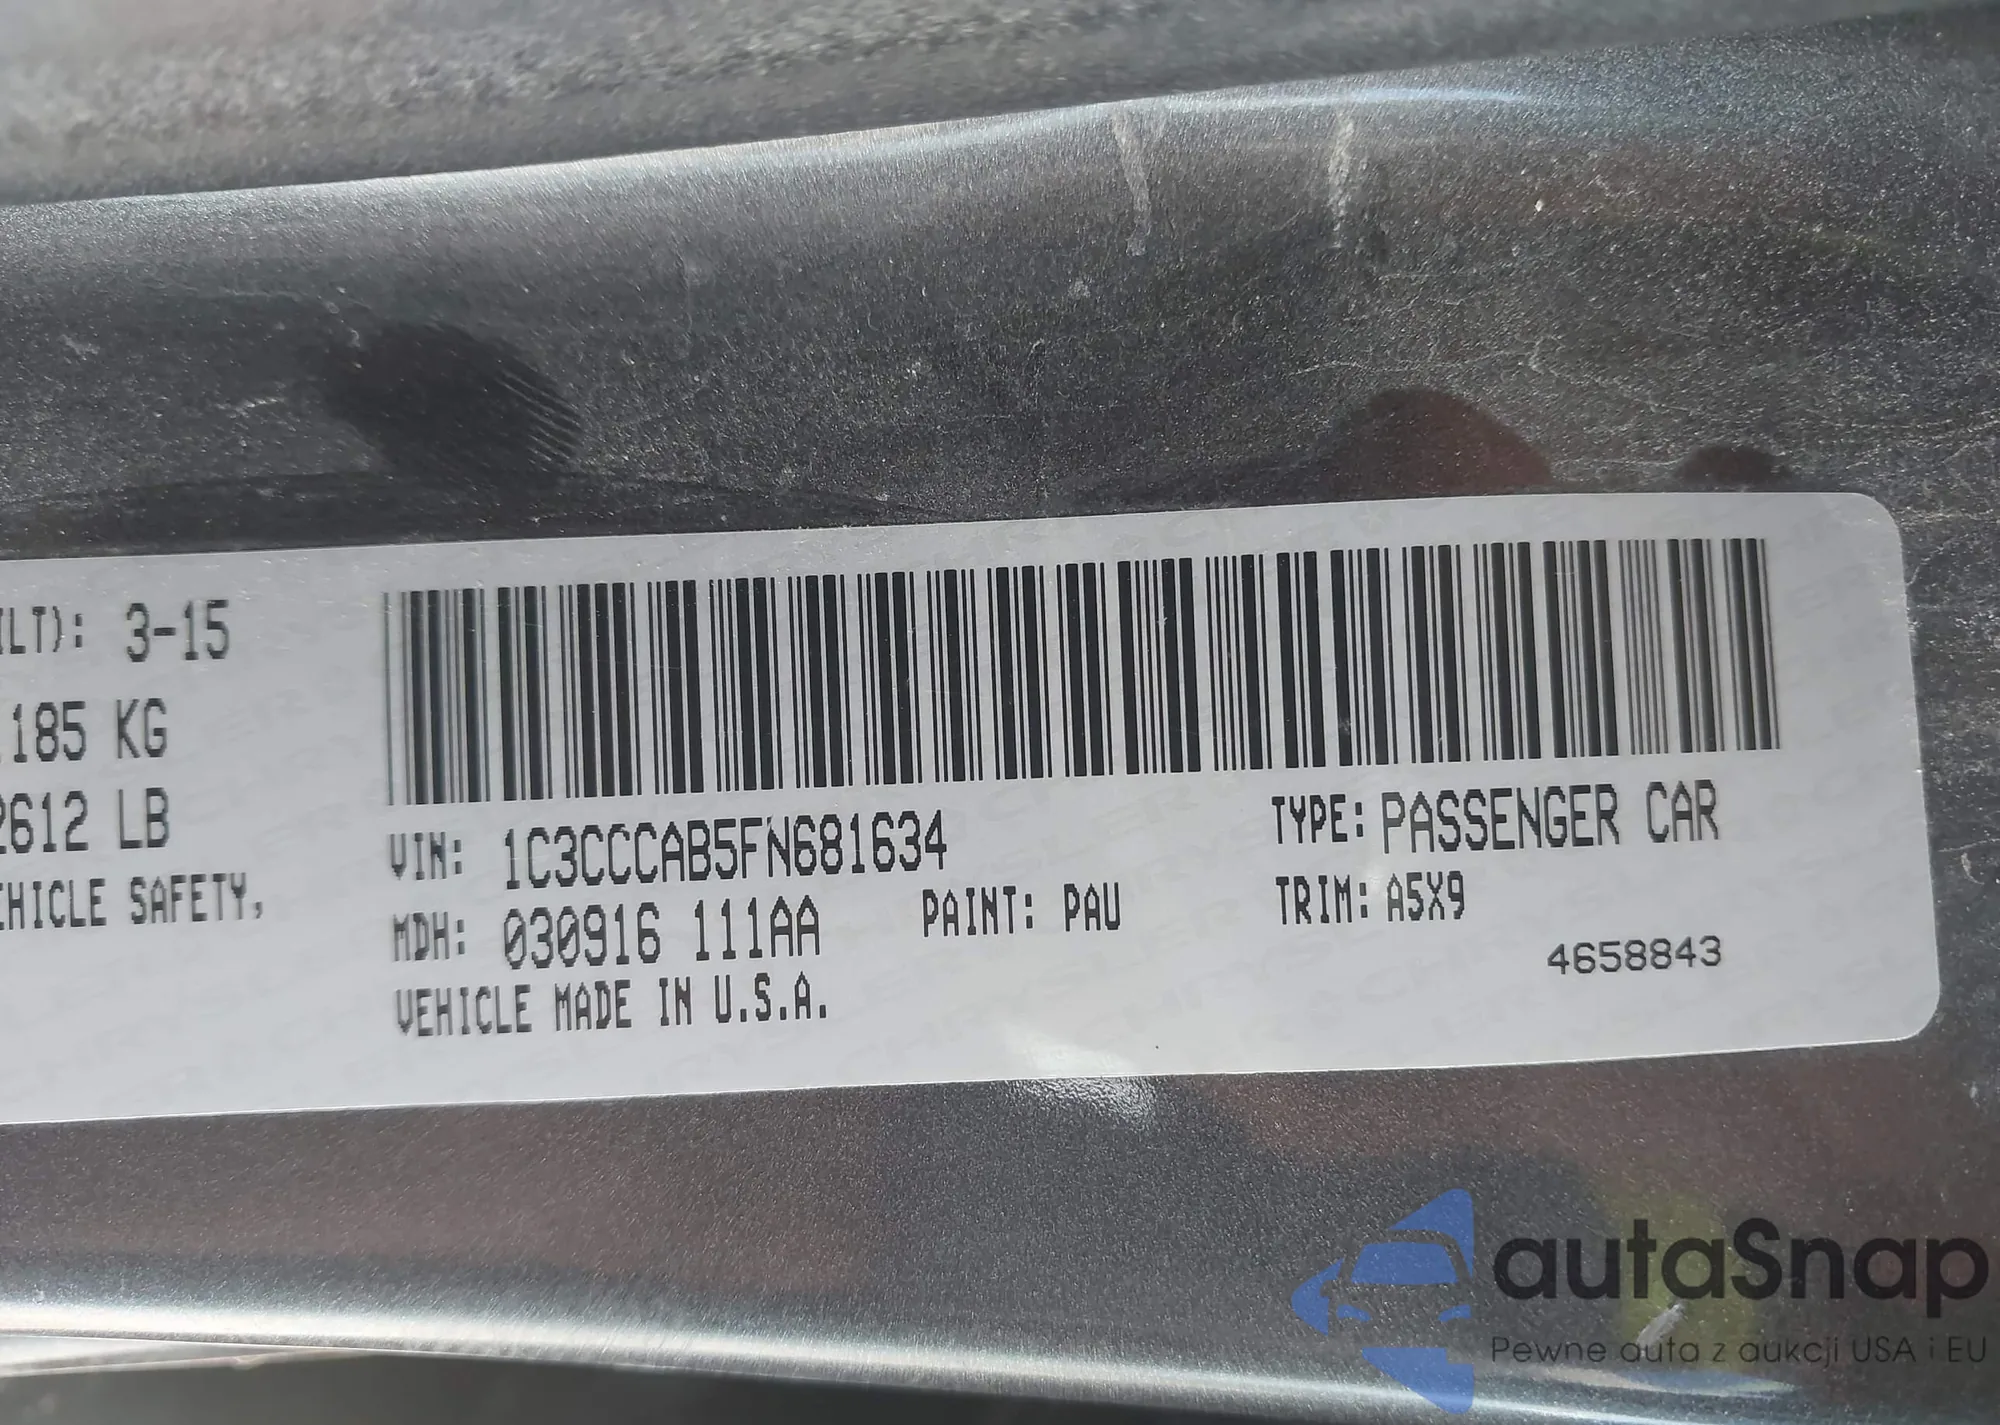 ILT): 3-15
185 KG
2612 LB
EHICLE SAFETY,
VIN: 1C3CCCAB5FN681634
TYPE: PASSENGER CAR
MDH: 030916 111AA
PAINT: PAU
TRIM: A5X9
VEHICLE MADE IN U.S.A.
4658843
autaSnap
Pewne auta z aukcji USA i EU